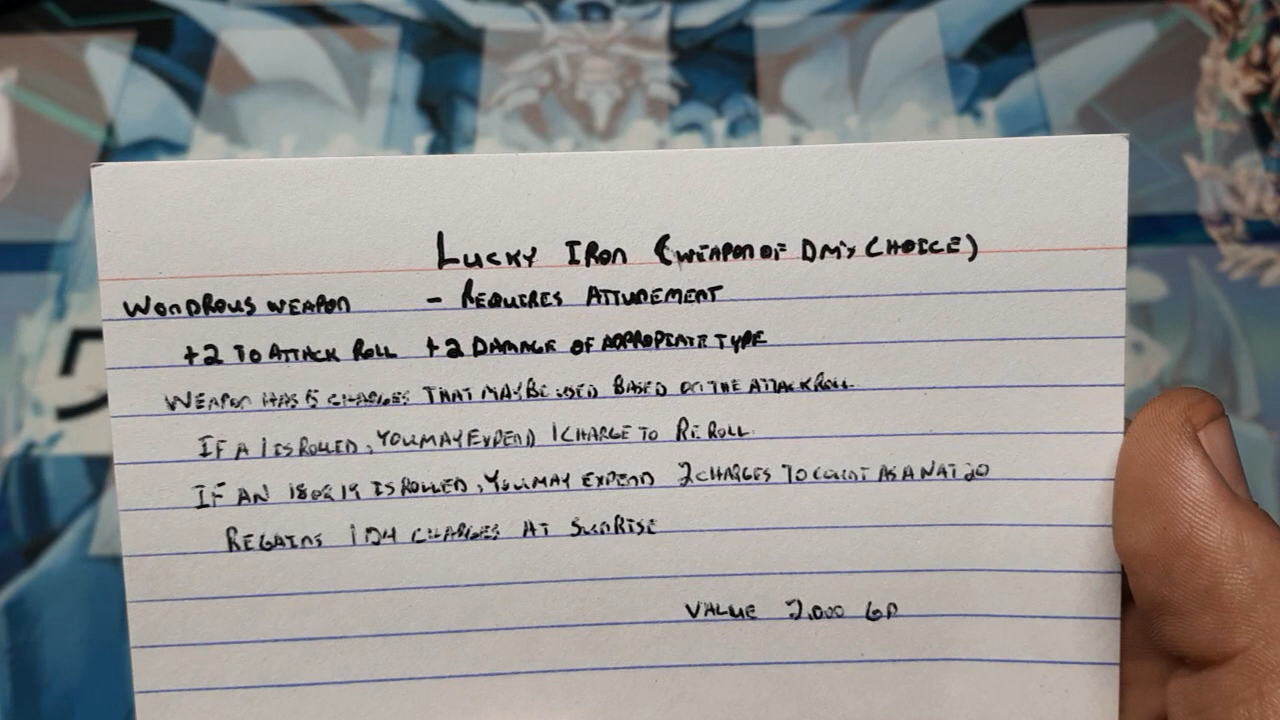 LUCKY IRON (WEAPON OF DM'S CHOICE)
WONDROUS WEAPON - REQUIRES ATTUNEMENT
+2 TO ATTACK ROLL +2 DAMAGE OF APPROPRIATE TYPE
WEAPON HAS 5 CHARGES THAT MAY BE USED BASED ON THE ATTACK ROLL.
IF A 1 IS ROLLED, YOU MAY EXPEND 1 CHARGE TO REROLL.
IF AN 18 OR 19 IS ROLLED, YOU MAY EXPEND 2 CHARGES TO COUNT AS A NAT 20
REGAINS 1D4 CHARGES AT SUNRISE
VALUE 2,000 GP